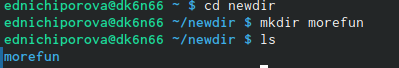 ednichiporova@dk6n66 ~ $ cd newdir
ednichiporova@dk6n66 ~/newdir $ mkdir morefun
ednichiporova@dk6n66 ~/newdir $ ls
morefun